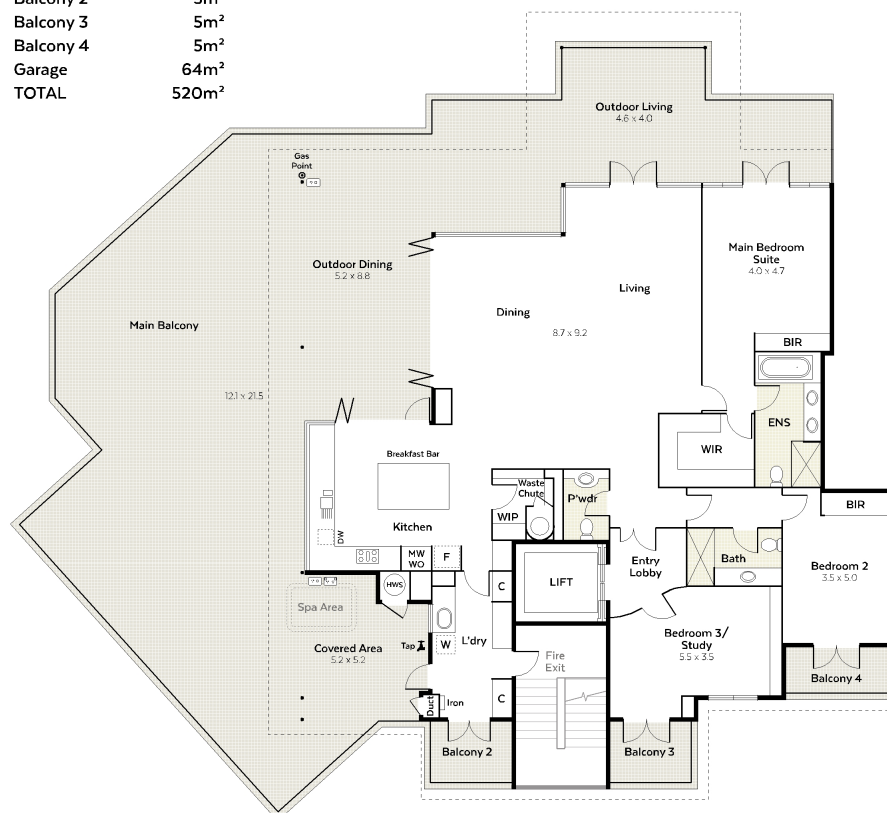 Balcony 2 5m²
Balcony 3 5m²
Balcony 4 5m²
Garage 64m²
TOTAL 520m²
Outdoor Living
4.6 x 4.0
Gas
Point
Main Bedroom
Suite
4.0 x 4.7
Outdoor Dining
5.2 x 8.8
Living
Dining
Main Balcony
8.7 x 9.2
BIR
12.1 x 21.5
ENS
WIR
Breakfast Bar
Waste
Chute
P'wdr
WIP
BIR
Kitchen
DW
MW
WO
F
Entry
Lobby
Bath
Bedroom 2
3.5 x 5.0
LIFT
HWS
C
Spa Area
Covered Area
5.2 x 5.2
Tap
W
L'dry
Bedroom 3/
Study
5.5 x 3.5
Fire
Exit
Balcony 4
Duct
Iron
C
Balcony 2
Balcony 3